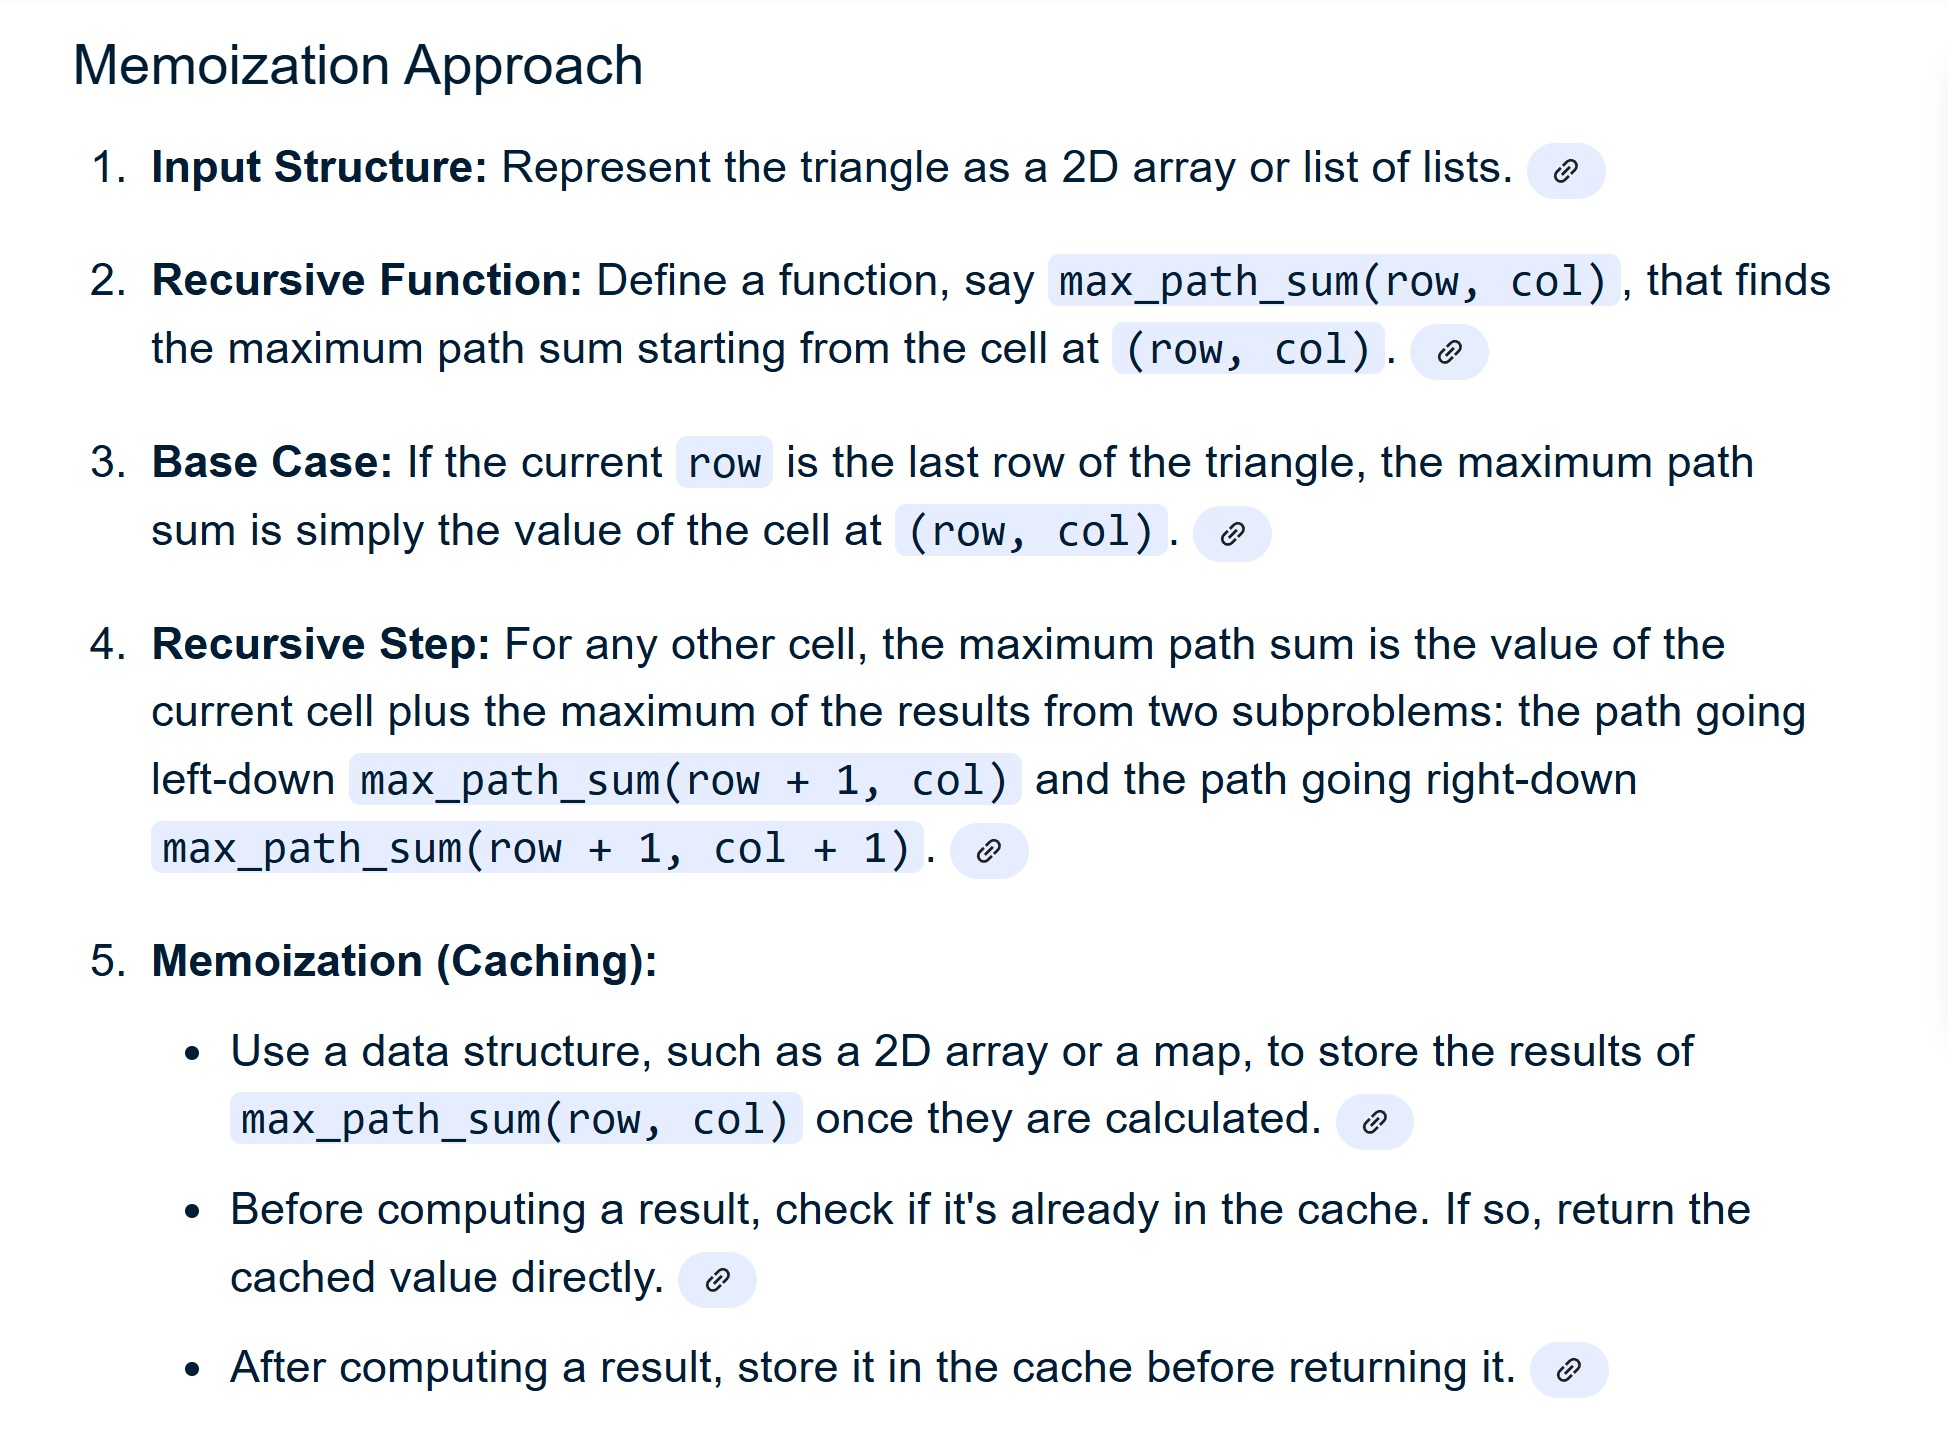 Memoization Approach
1. Input Structure: Represent the triangle as a 2D array or list of lists.
2. Recursive Function: Define a function, say max_path_sum(row, col), that finds
the maximum path sum starting from the cell at (row, col).
3. Base Case: If the current row is the last row of the triangle, the maximum path
sum is simply the value of the cell at (row, col).
4. Recursive Step: For any other cell, the maximum path sum is the value of the
current cell plus the maximum of the results from two subproblems: the path going
left-down max_path_sum(row + 1, col) and the path going right-down
max_path_sum(row + 1, col + 1).
5. Memoization (Caching):
• Use a data structure, such as a 2D array or a map, to store the results of
max_path_sum(row, col) once they are calculated.
• Before computing a result, check if it's already in the cache. If so, return the
cached value directly.
• After computing a result, store it in the cache before returning it.